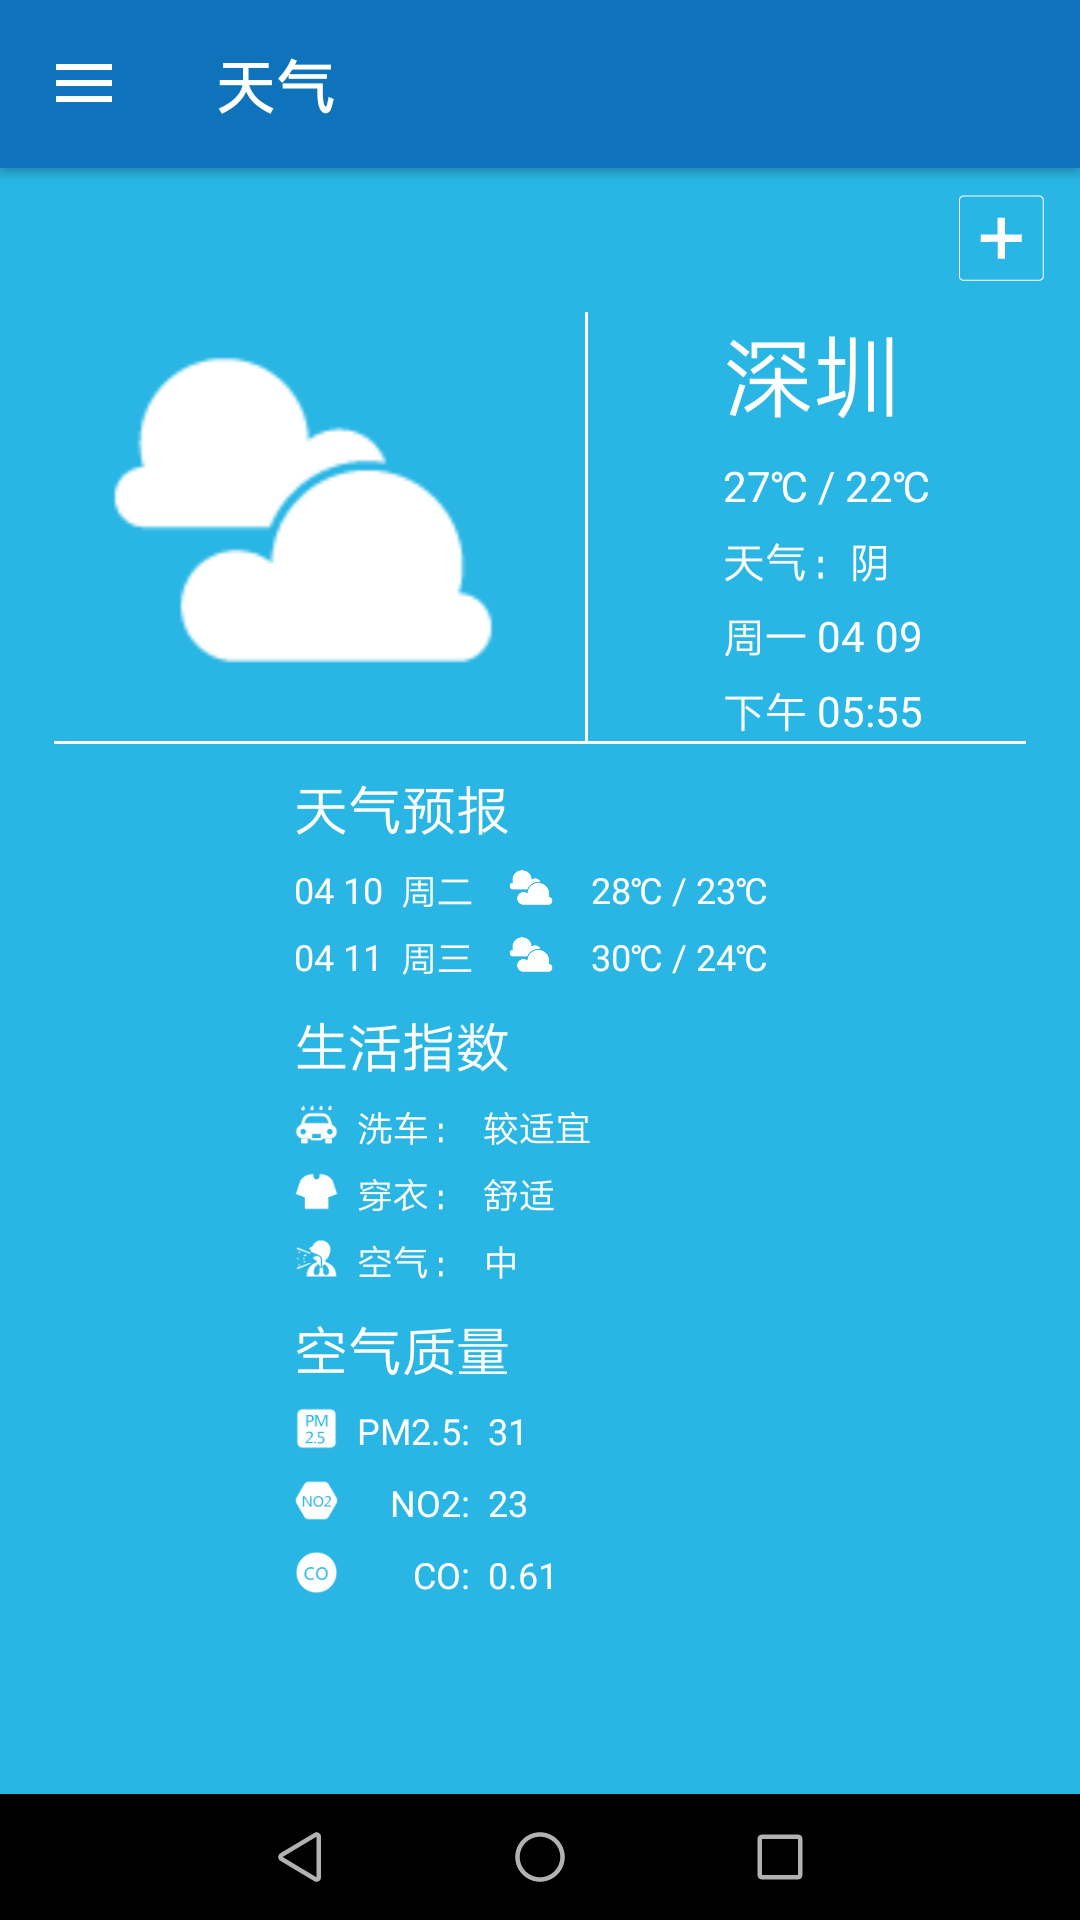 天气
深圳
27℃ / 22℃
天气： 阴
周一 04 09
下午 05:55
天气预报
04 10 周二 28℃ / 23℃
04 11 周三 30℃ / 24℃
生活指数
洗车： 较适宜
穿衣： 舒适
空气： 中
空气质量
PM 2.5 PM2.5: 31
NO2 NO2: 23
CO CO: 0.61